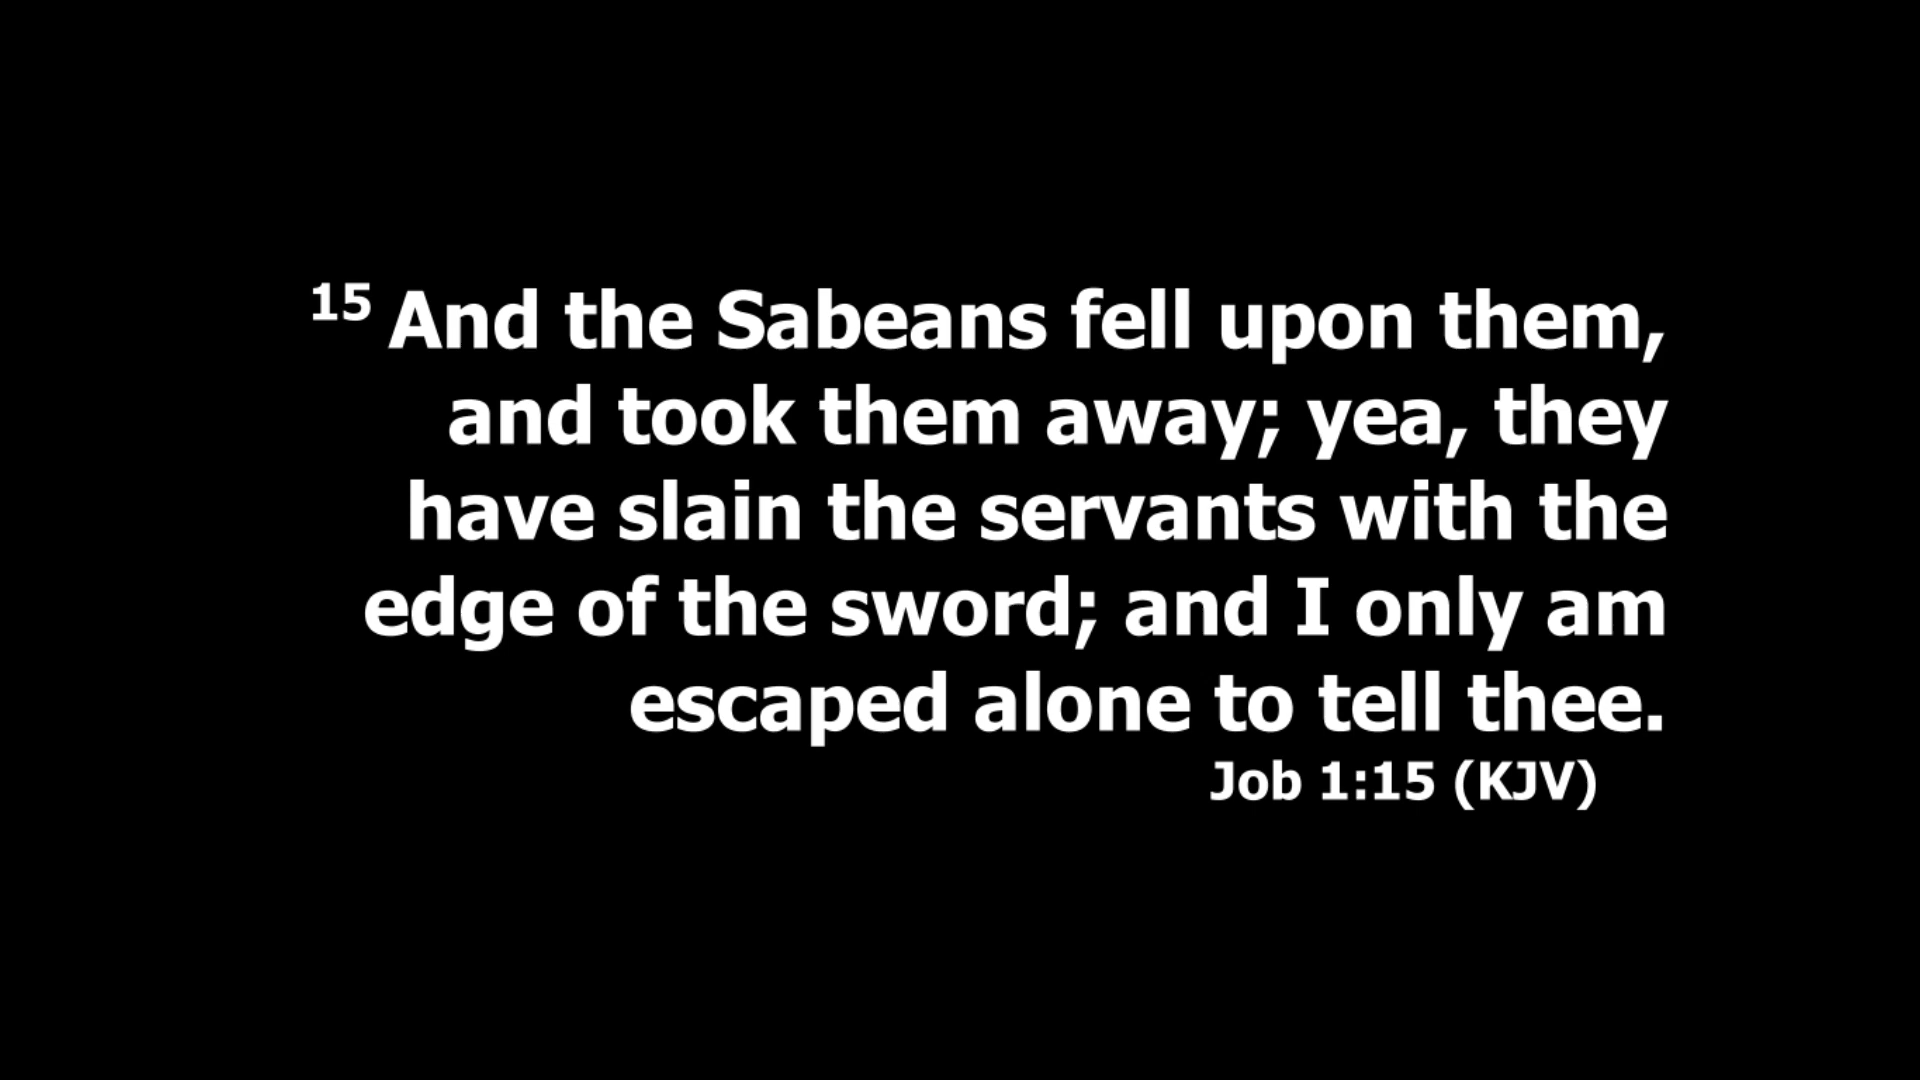 15 And the Sabeans fell upon them,
and took them away; yea, they
have slain the servants with the
edge of the sword; and I only am
escaped alone to tell thee.
Job 1:15 (KJV)